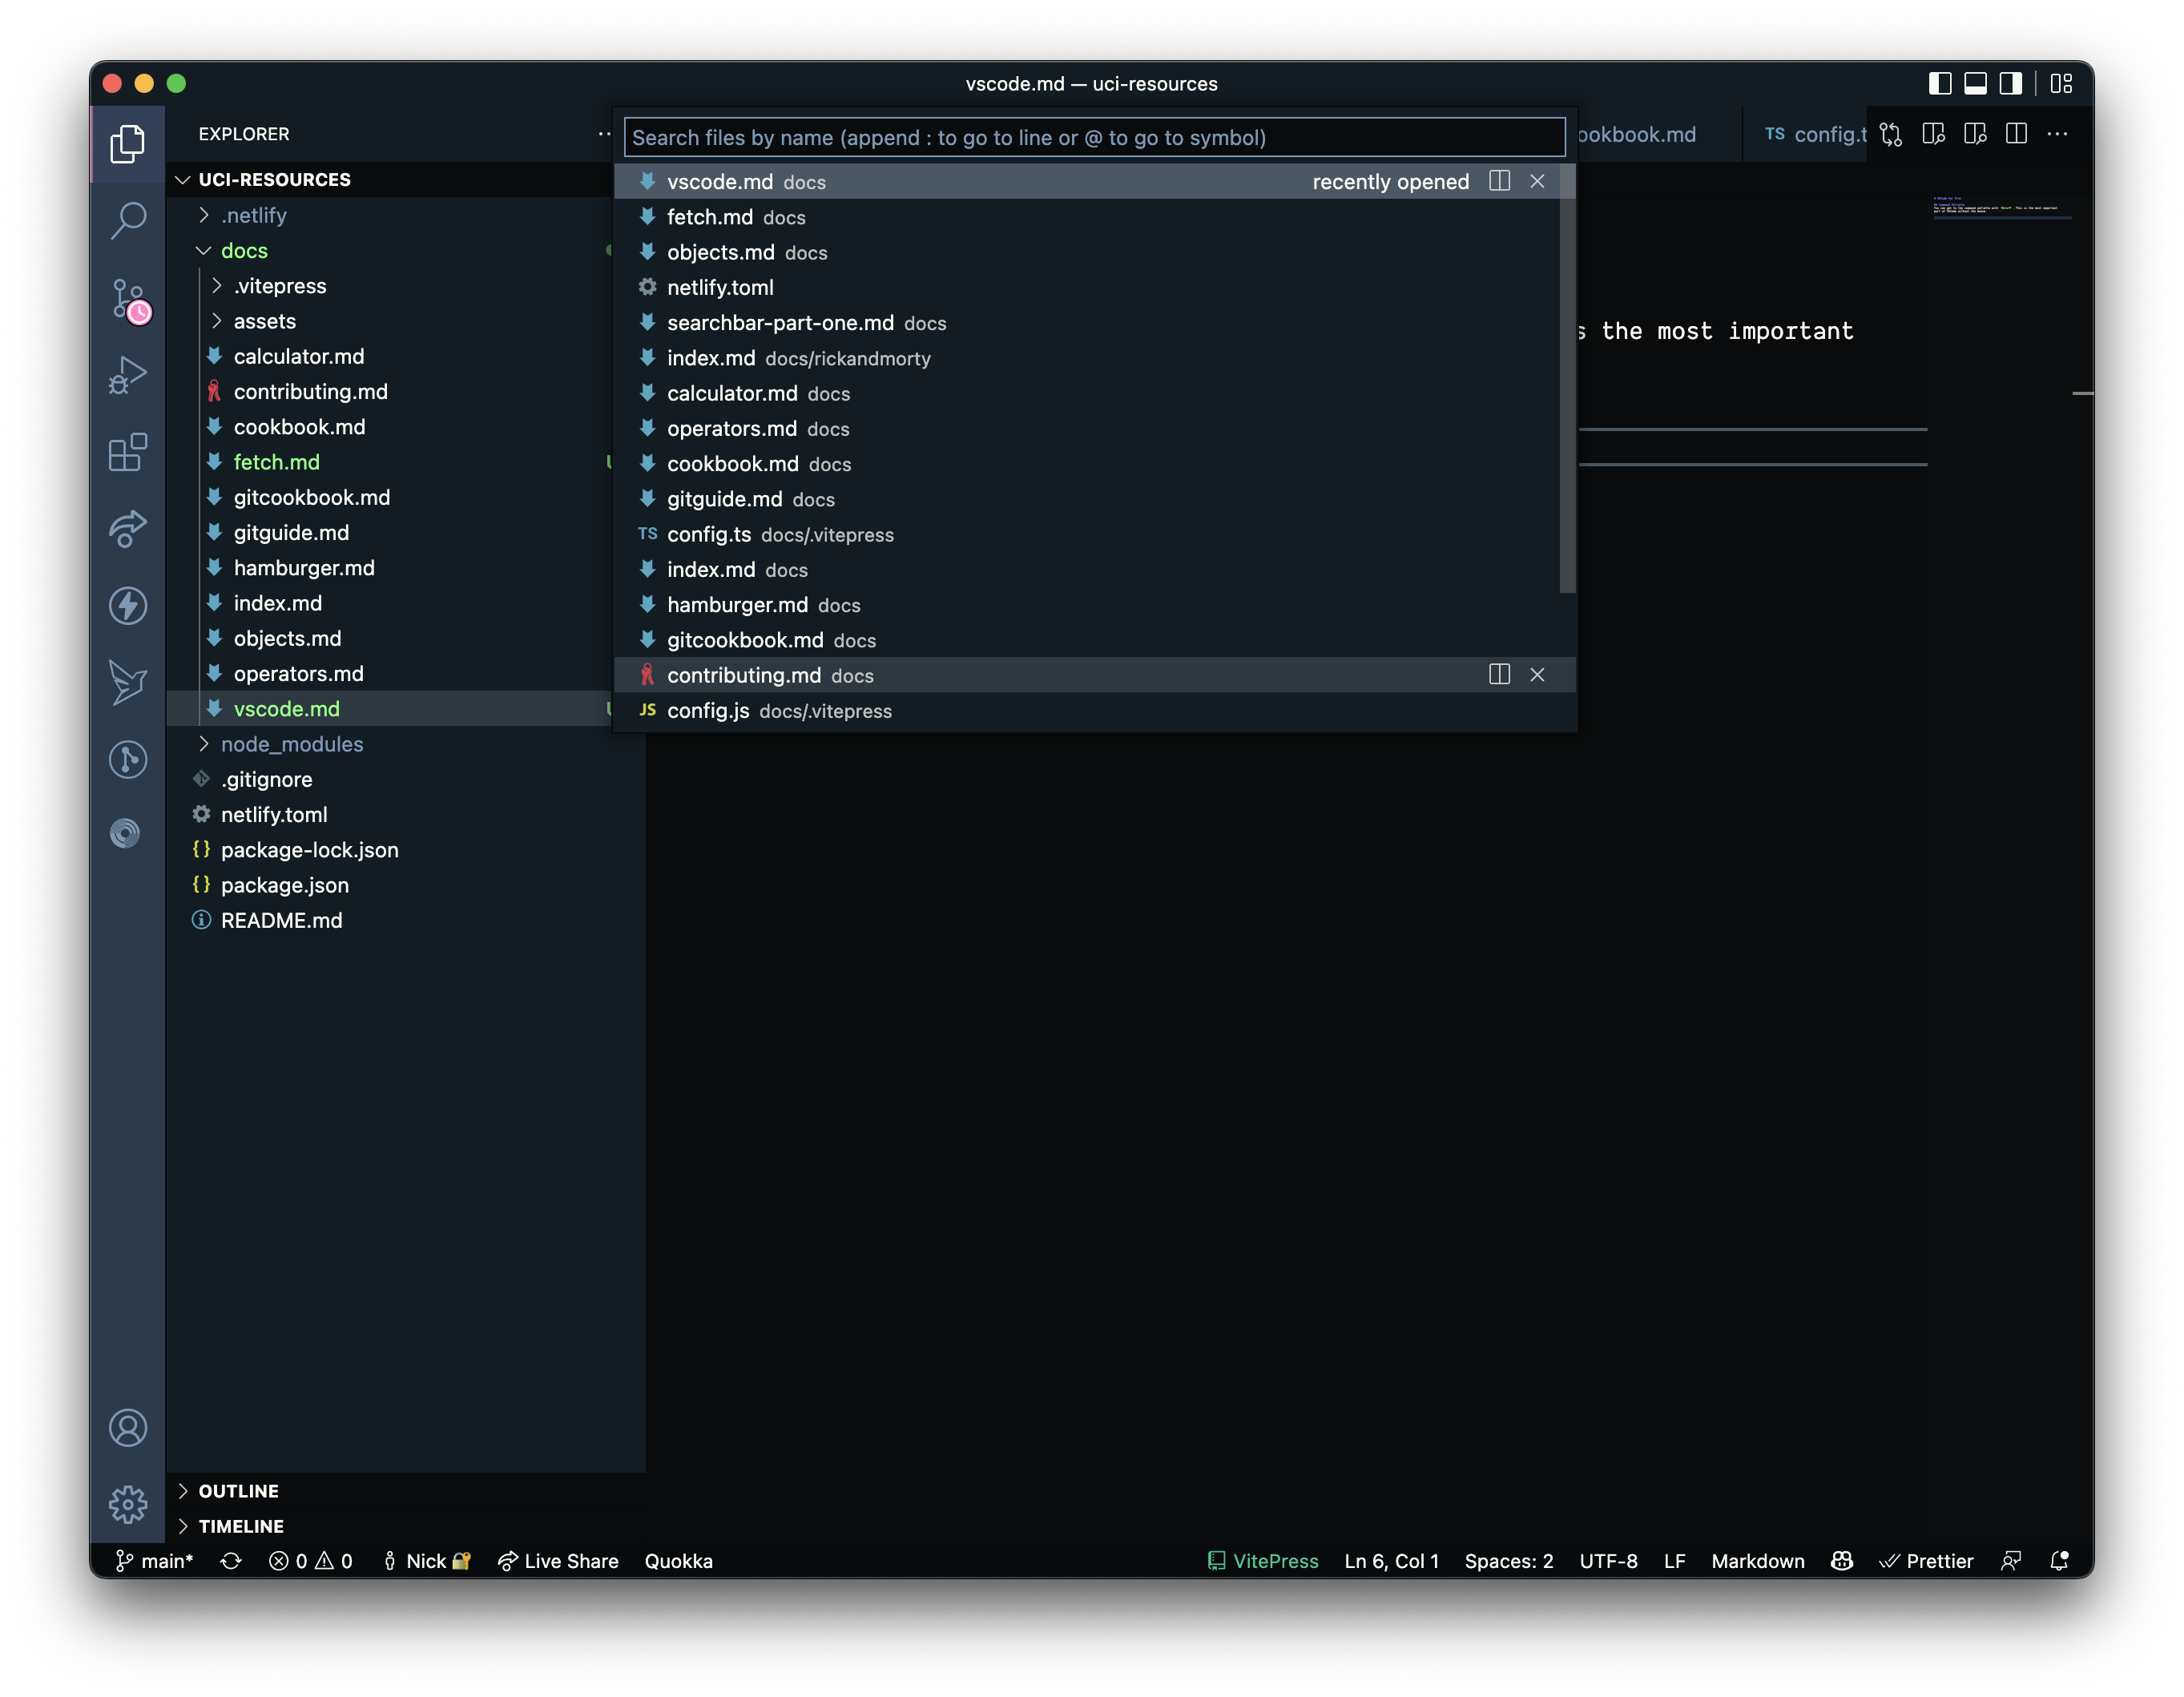 vscode.md — uci-resources
EXPLORER
UCI-RESOURCES
.netlify
docs
.vitepress
assets
calculator.md
contributing.md
cookbook.md
fetch.md
gitcookbook.md
gitguide.md
hamburger.md
index.md
objects.md
operators.md
vscode.md
node_modules
.gitignore
netlify.toml
package-lock.json
package.json
README.md
OUTLINE
TIMELINE
Search files by name (append : to go to line or @ to go to symbol)
vscode.md docs recently opened
fetch.md docs
objects.md docs
netlify.toml
searchbar-part-one.md docs
index.md docs/rickandmorty
calculator.md docs
operators.md docs
cookbook.md docs
gitguide.md docs
TS config.ts docs/.vitepress
index.md docs
hamburger.md docs
gitcookbook.md docs
contributing.md docs
JS config.js docs/.vitepress
ookbook.md
TS config.t
s the most important
main* 0 0 Nick Live Share Quokka
VitePress Ln 6, Col 1 Spaces: 2 UTF-8 LF Markdown Prettier